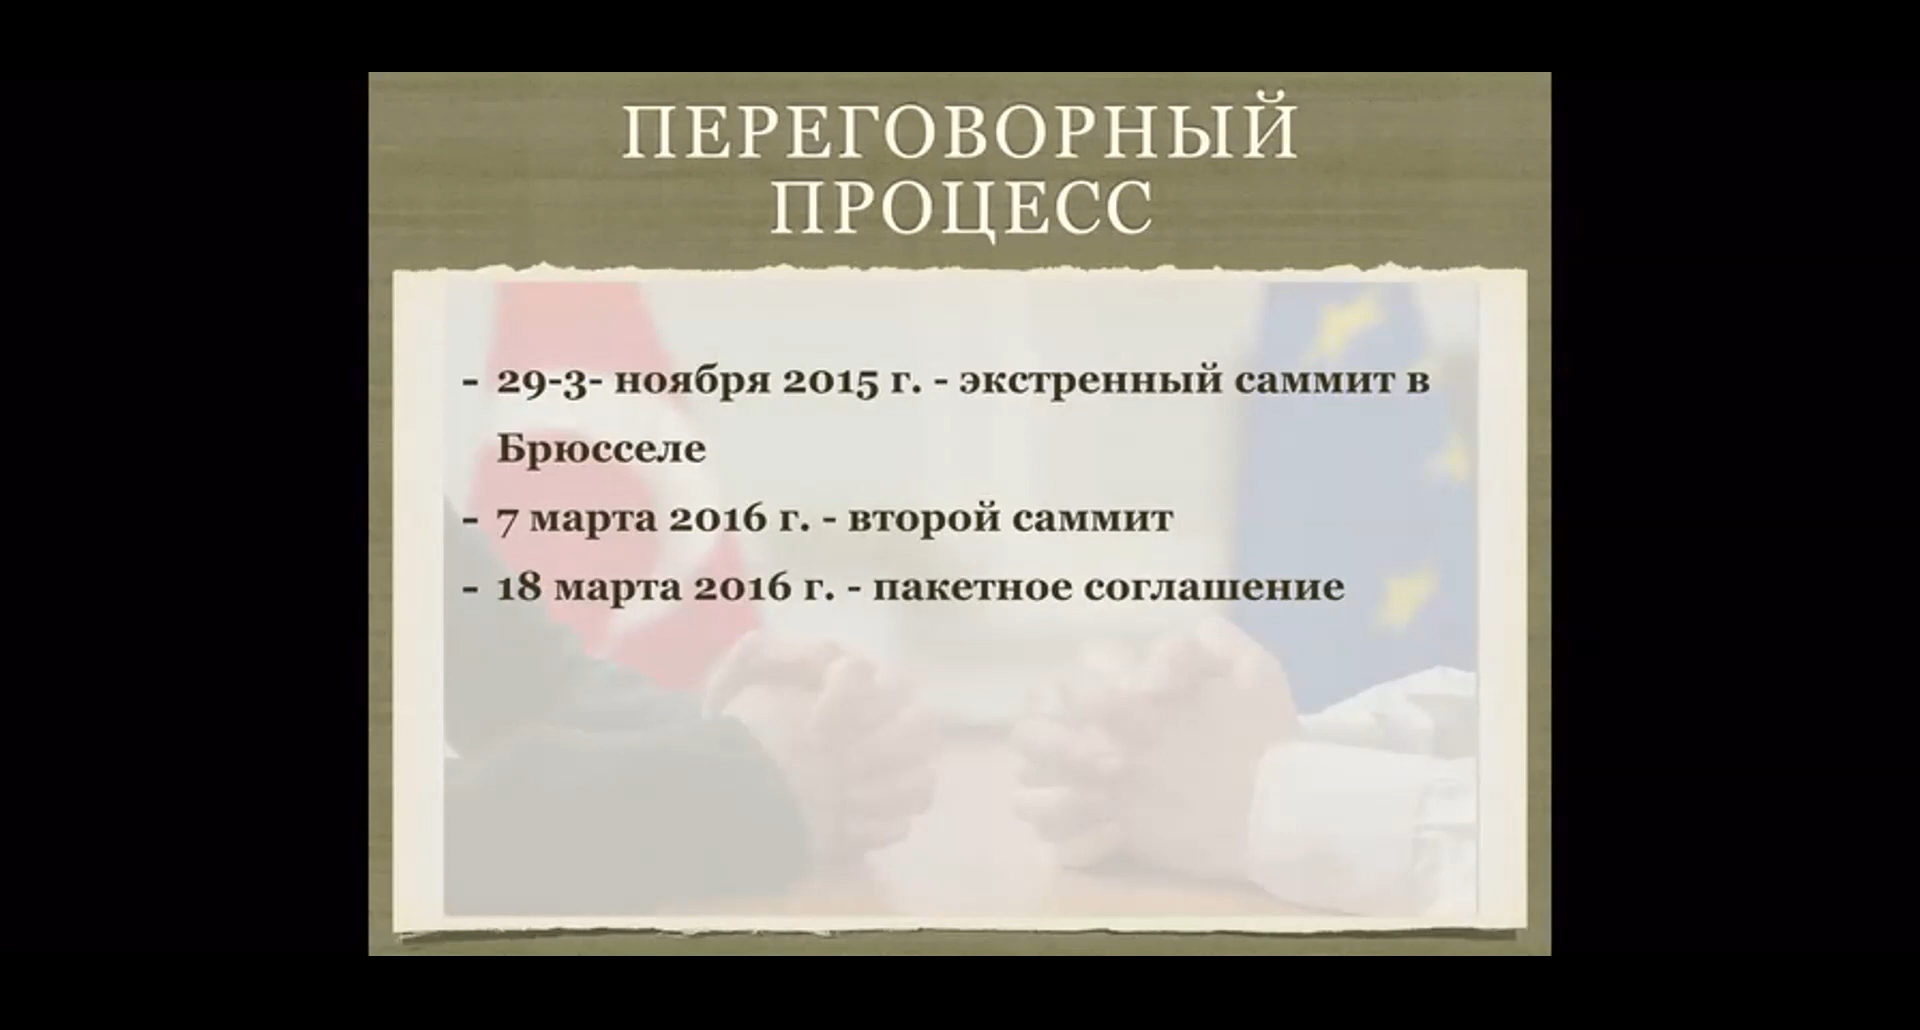 ПЕРЕГОВОРНЫЙ
ПРОЦЕСС
- 29-3- ноября 2015 г. - экстренный саммит в
Брюсселе
- 7 марта 2016 г. - второй саммит
- 18 марта 2016 г. - пакетное соглашение